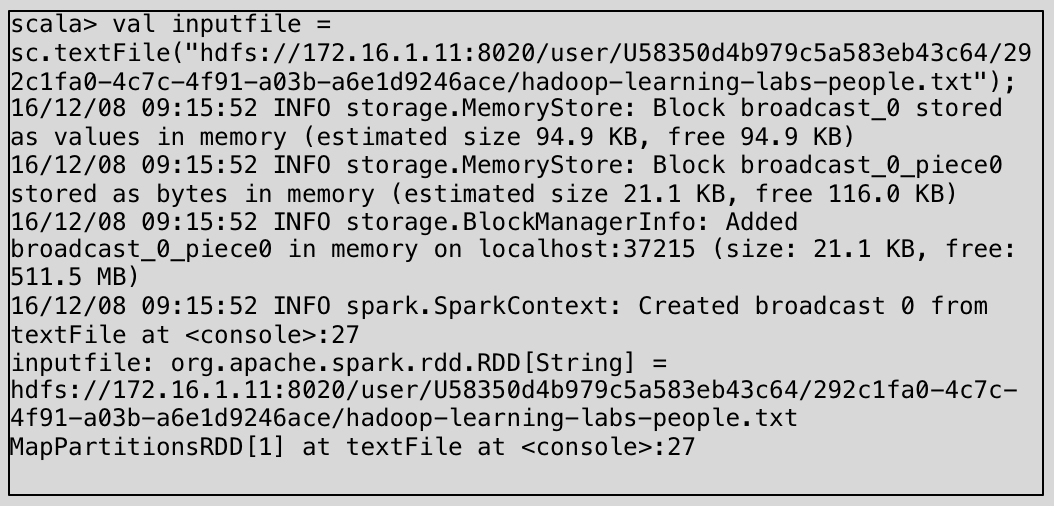 scala> val inputfile =
sc.textFile("hdfs://172.16.1.11:8020/user/U58350d4b979c5a583eb43c64/29
2c1fa0-4c7c-4f91-a03b-a6e1d9246ace/hadoop-learning-labs-people.txt");
16/12/08 09:15:52 INFO storage.MemoryStore: Block broadcast_0 stored
as values in memory (estimated size 94.9 KB, free 94.9 KB)
16/12/08 09:15:52 INFO storage.MemoryStore: Block broadcast_0_piece0
stored as bytes in memory (estimated size 21.1 KB, free 116.0 KB)
16/12/08 09:15:52 INFO storage.BlockManagerInfo: Added
broadcast_0_piece0 in memory on localhost:37215 (size: 21.1 KB, free:
511.5 MB)
16/12/08 09:15:52 INFO spark.SparkContext: Created broadcast 0 from
textFile at <console>:27
inputfile: org.apache.spark.rdd.RDD[String] =
hdfs://172.16.1.11:8020/user/U58350d4b979c5a583eb43c64/292c1fa0-4c7c-
4f91-a03b-a6e1d9246ace/hadoop-learning-labs-people.txt
MapPartitionsRDD[1] at textFile at <console>:27